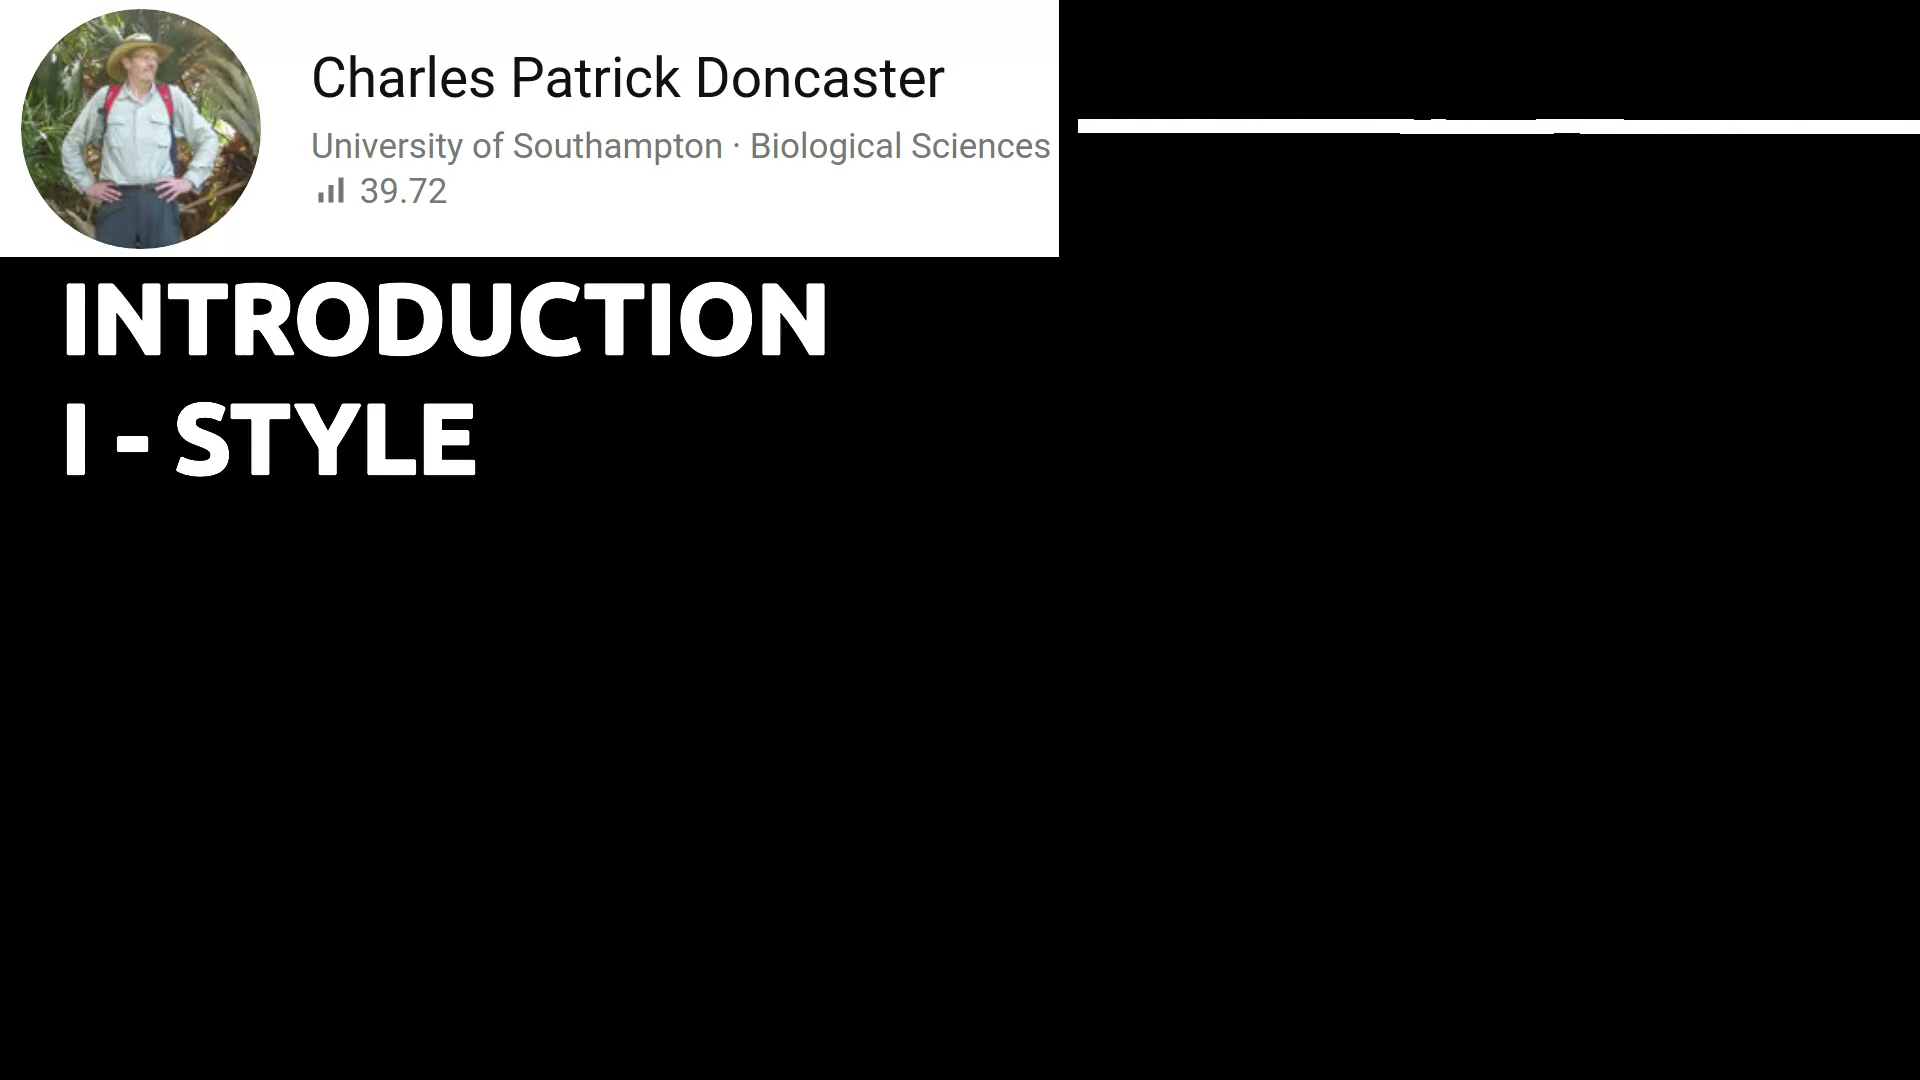 Charles Patrick Doncaster
University of Southampton · Biological Sciences
39.72
INTRODUCTION
I - STYLE